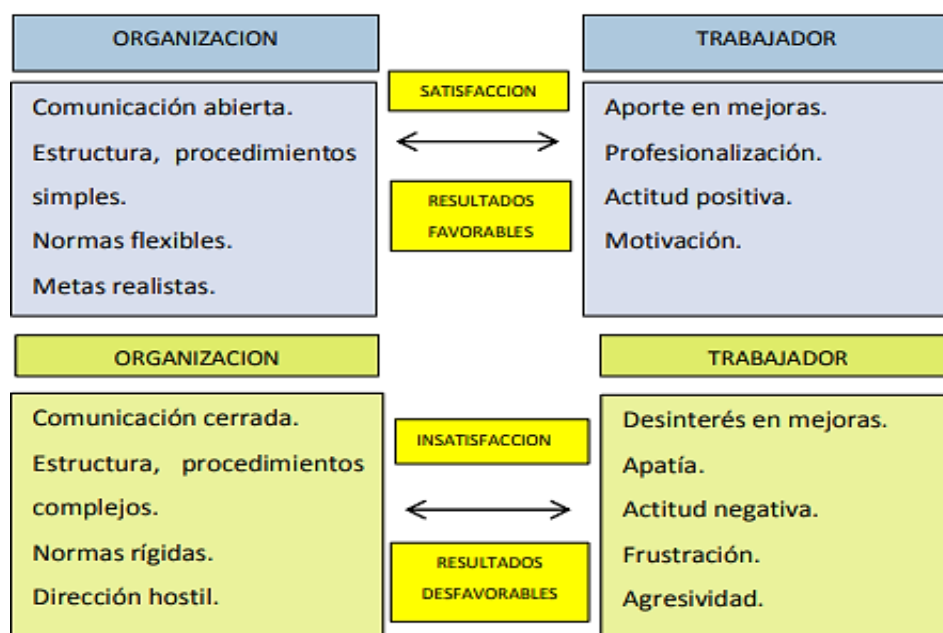 ORGANIZACION
Comunicación abierta.
Estructura, procedimientos
simples.
Normas flexibles.
Metas realistas.
SATISFACCION
RESULTADOS
FAVORABLES
TRABAJADOR
Aporte en mejoras.
Profesionalización.
Actitud positiva.
Motivación.
ORGANIZACION
Comunicación cerrada.
Estructura, procedimientos
complejos.
Normas rígidas.
Dirección hostil.
INSATISFACCION
RESULTADOS
DESFAVORABLES
TRABAJADOR
Desinterés en mejoras.
Apatía.
Actitud negativa.
Frustración.
Agresividad.